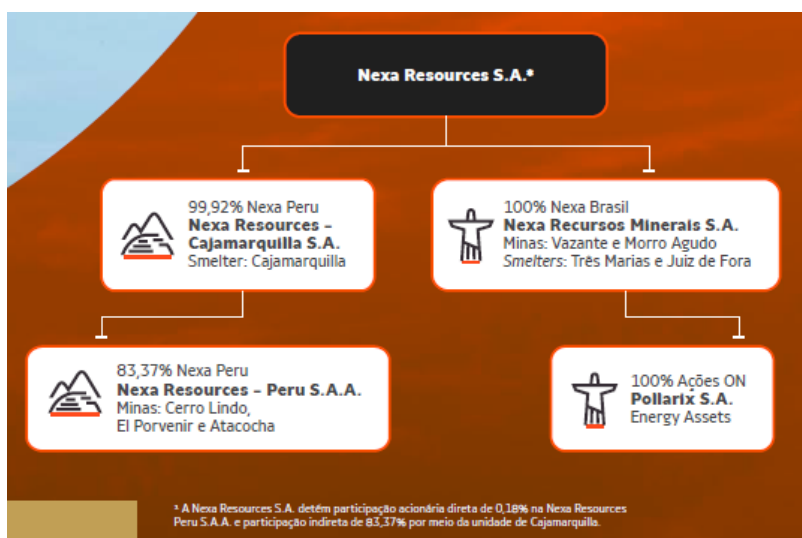 Nexa Resources S.A.*
99,92% Nexa Peru
Nexa Resources –
Cajamarquilla S.A.
Smelter: Cajamarquilla
100% Nexa Brasil
Nexa Recursos Minerais S.A.
Minas: Vazante e Morro Agudo
Smelters: Três Marias e Juiz de Fora
83,37% Nexa Peru
Nexa Resources – Peru S.A.A.
Minas: Cerro Lindo,
El Porvenir e Atacocha
100% Ações ON
Pollarix S.A.
Energy Assets
* A Nexa Resources S.A. detém participação acionária direta de 0,18% na Nexa Resources
Peru S.A.A. e participação indireta de 83,37% por meio da unidade de Cajamarquilla.